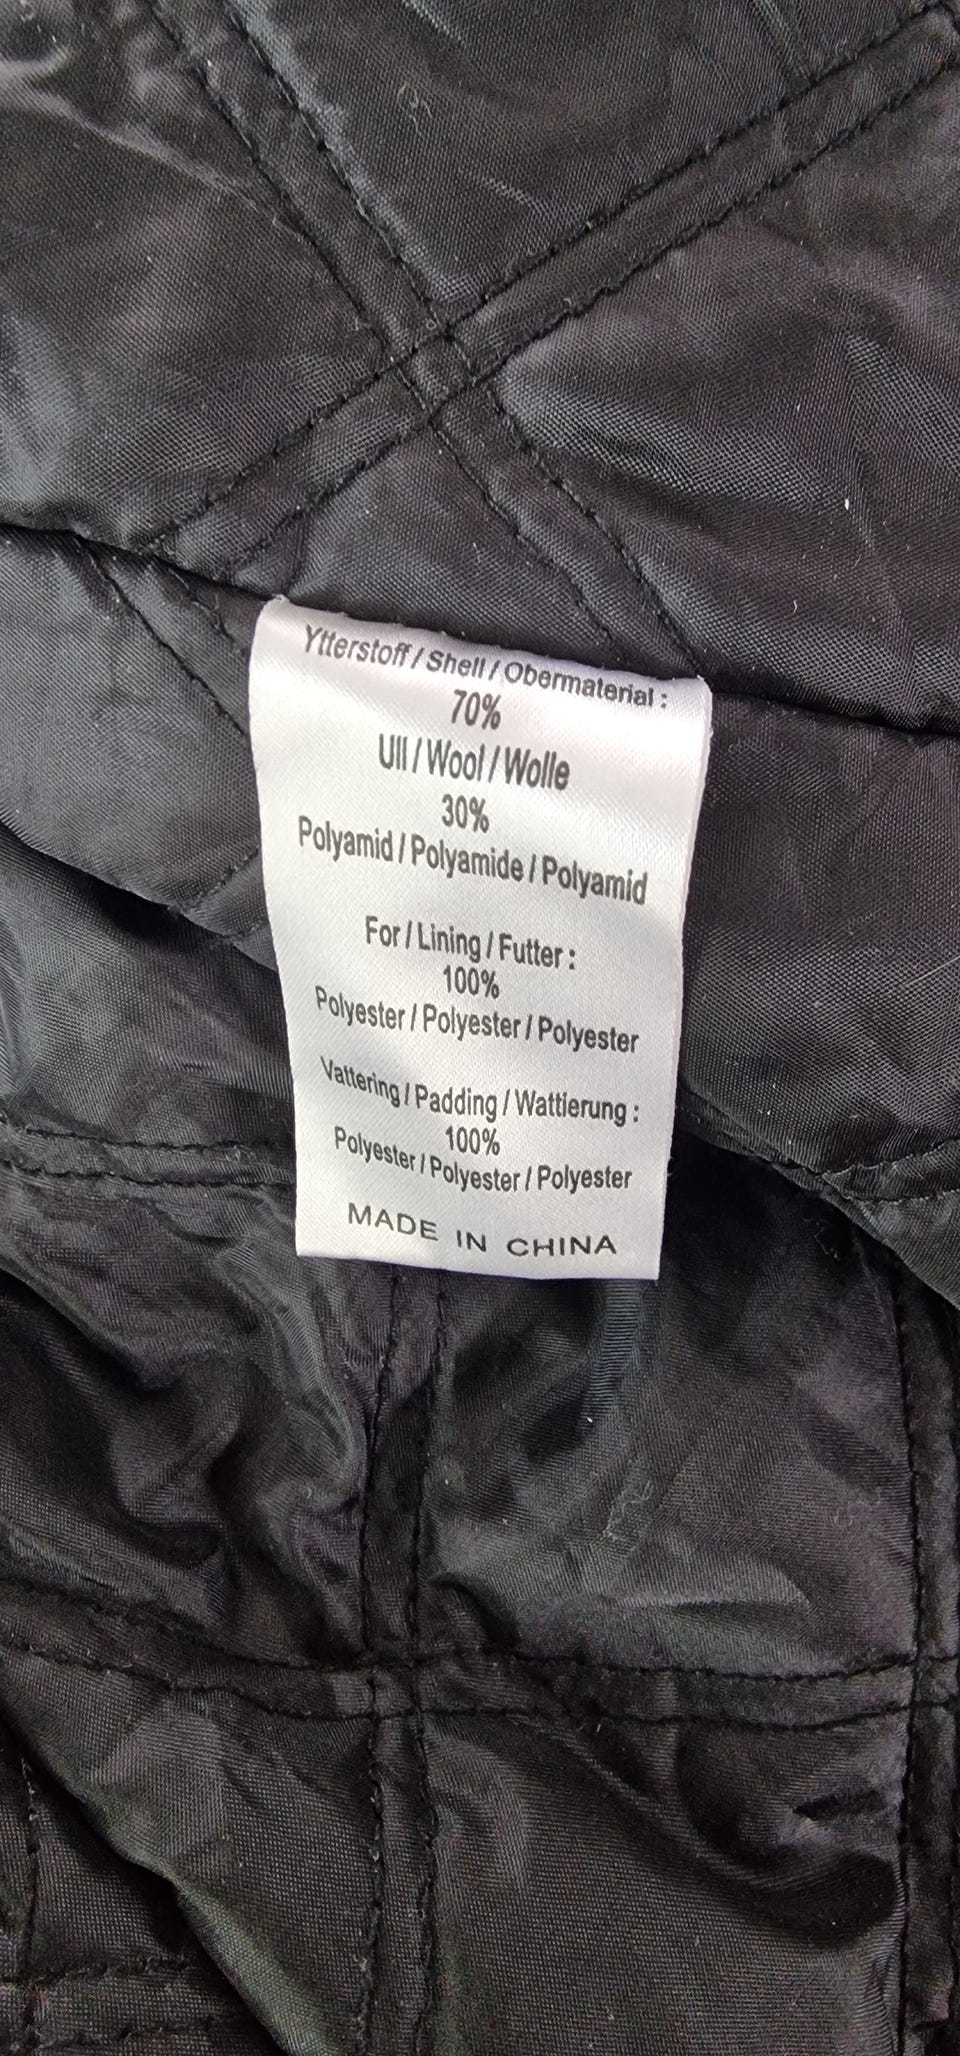 Ytterstoff / Shell / Obermaterial :
70%
Ull / Wool / Wolle
30%
Polyamid / Polyamide / Polyamid
For / Lining / Futter :
100%
Polyester / Polyester / Polyester
Vattering / Padding / Wattierung :
100%
Polyester / Polyester / Polyester
MADE IN CHINA